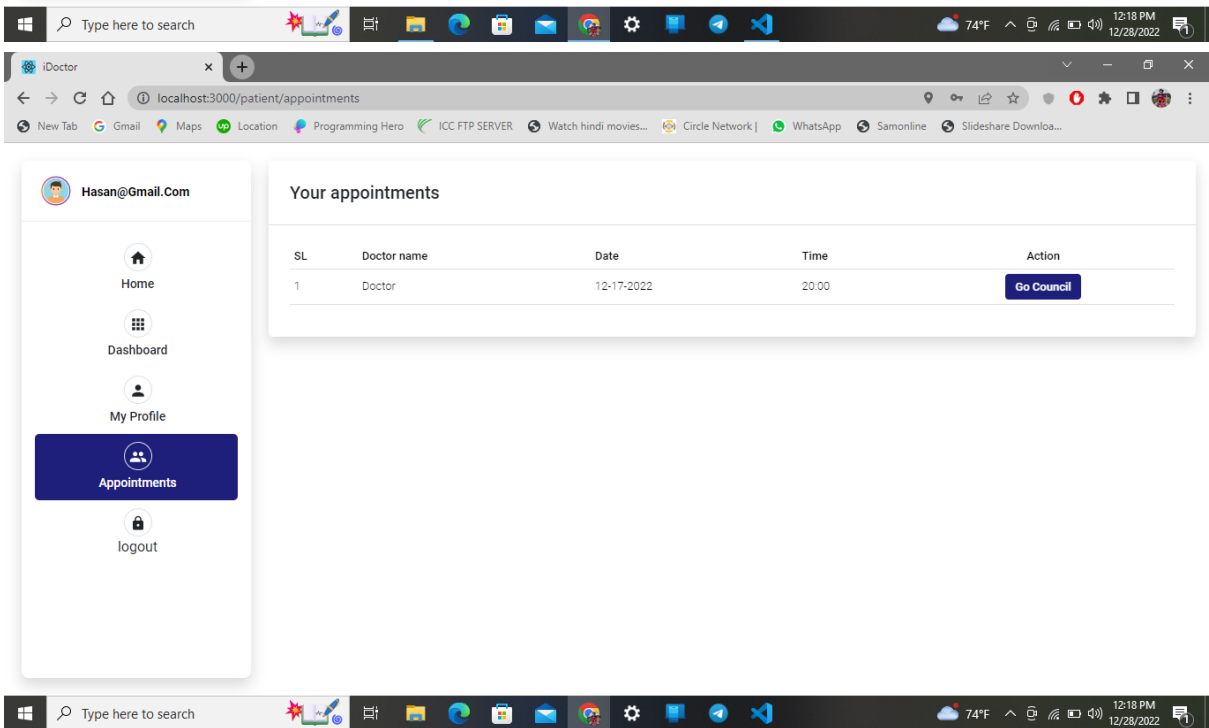 Type here to search
74°F
12:18 PM
12/28/2022
1
iDoctor
localhost:3000/patient/appointments
New Tab Gmail Maps Location Programming Hero ICC FTP SERVER Watch hindi movies... Circle Network | WhatsApp Samonline Slideshare Downloa...
Hasan@Gmail.Com
Home
Dashboard
My Profile
Appointments
logout
Your appointments
SL Doctor name Date Time Action
1 Doctor 12-17-2022 20:00 Go Council
Type here to search
74°F
12:18 PM
12/28/2022